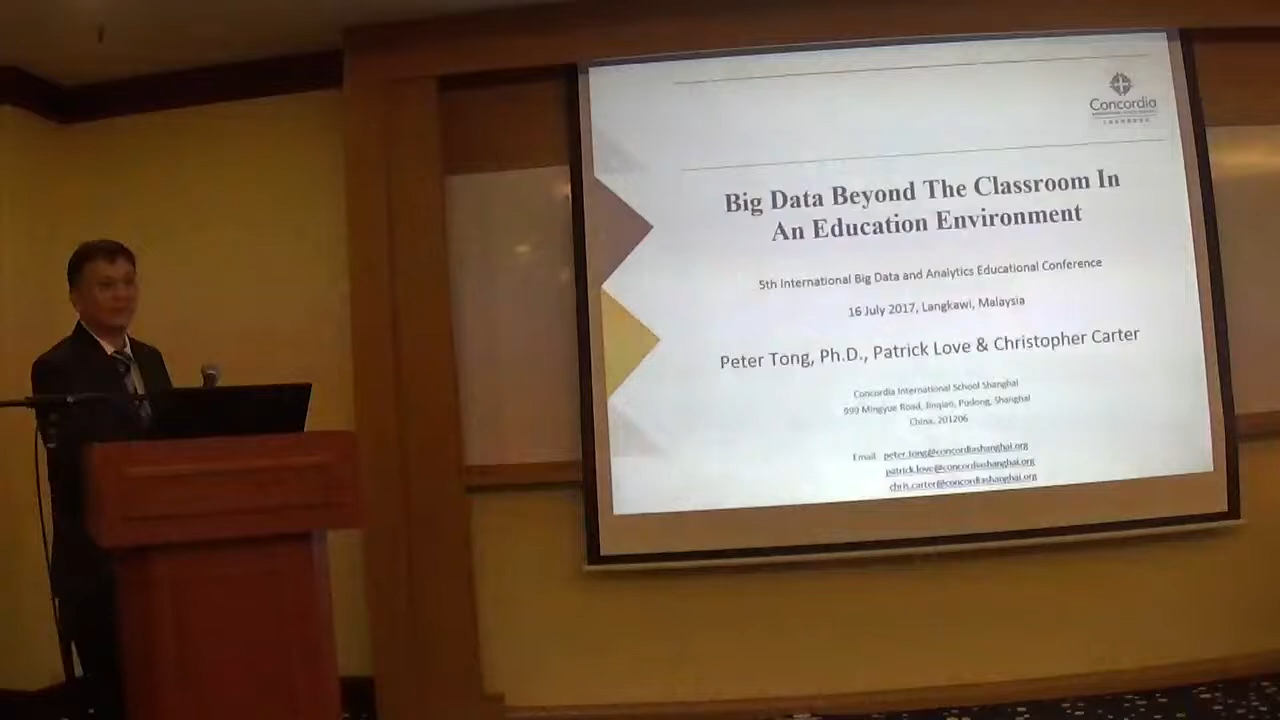 Concordia
Big Data Beyond The Classroom In
An Education Environment
5th International Big Data and Analytics Educational Conference
16 July 2017, Langkawi, Malaysia
Peter Tong, Ph.D., Patrick Love & Christopher Carter
Concordia International School Shanghai
999 Mingyue Road, Jinqiao, Pudong, Shanghai
China, 201206
Email peter.tong@concordiashanghai.org
patrick.love@concordiashanghai.org
chris.carter@concordiashanghai.org